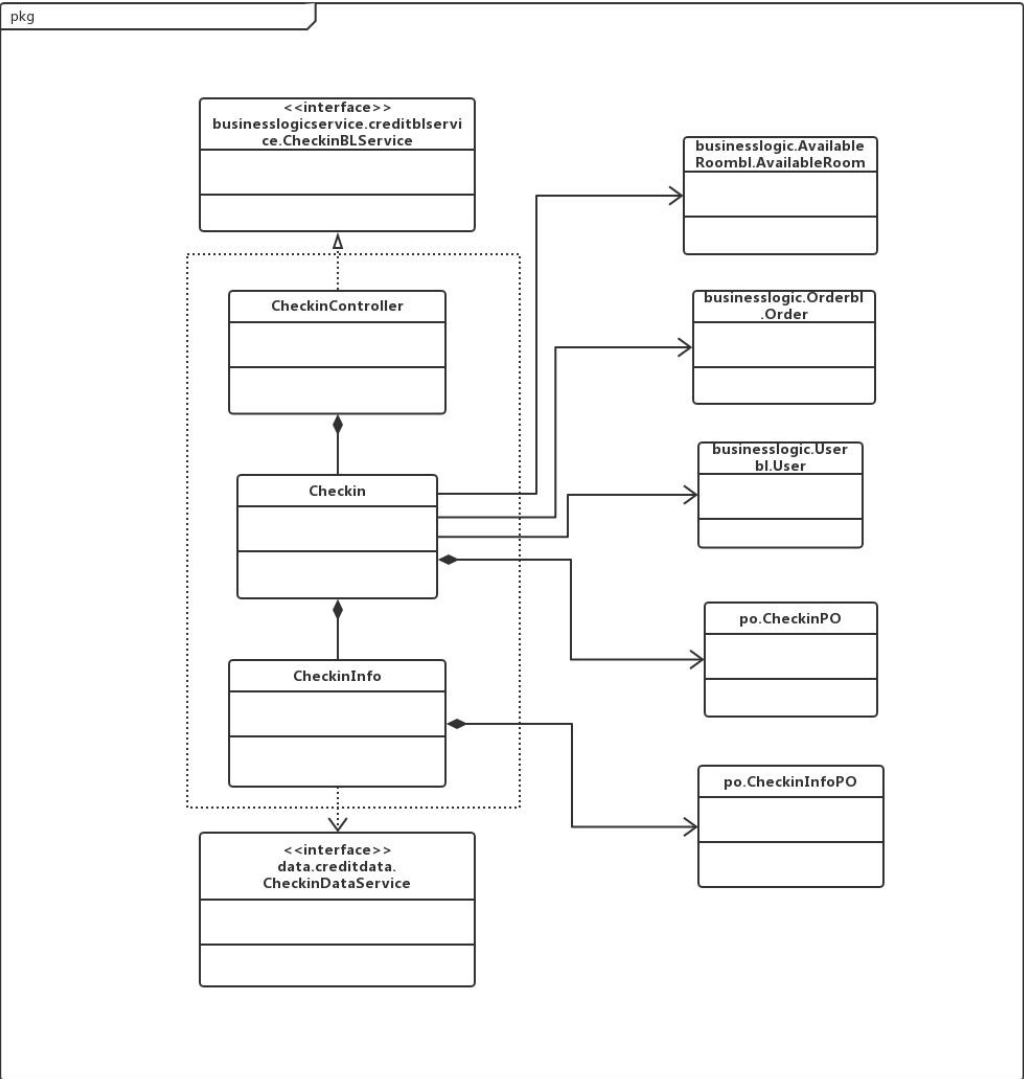 pkg
<<interface>>
businesslogicservice.creditblservi
ce.CheckinBLService
businesslogic.Available
Roombl.AvailableRoom
CheckinController
businesslogic.Orderbl
.Order
businesslogic.User
bl.User
Checkin
po.CheckinPO
CheckinInfo
po.CheckinInfoPO
<<interface>>
data.creditdata.
CheckinDataService